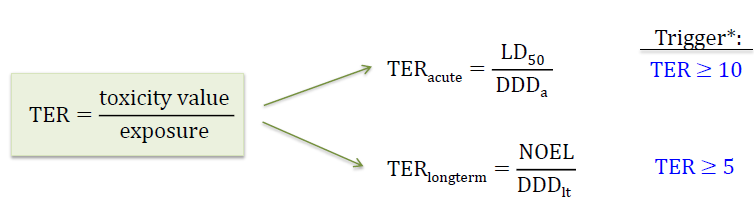 Trigger*:
TER = toxicity value / exposure
TER_acute = LD_50 / DDD_a
TER ≥ 10
TER_longterm = NOEL / DDD_lt
TER ≥ 5